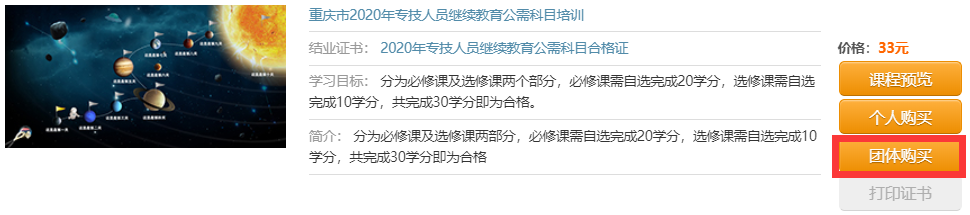 重庆市2020年专技人员继续教育公需科目培训
结业证书： 2020年专技人员继续教育公需科目合格证
学习目标： 分为必修课及选修课两个部分，必修课需自选完成20学分，选修课需自选
完成10学分，共完成30学分即为合格。
简介： 分为必修课及选修课两部分，必修课需自选完成20学分，选修课需自选完成10
学分，共完成30学分即为合格
价格：33元
课程预览
个人购买
团体购买
打印证书